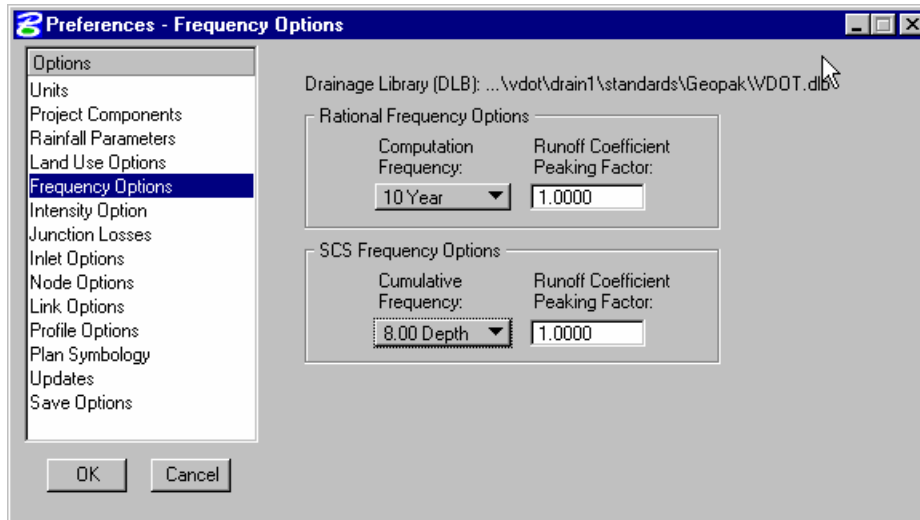 Preferences - Frequency Options
Options
Units
Project Components
Rainfall Parameters
Land Use Options
Frequency Options
Intensity Option
Junction Losses
Inlet Options
Node Options
Link Options
Profile Options
Plan Symbology
Updates
Save Options
OK
Cancel
Drainage Library (DLB): ...\vdot\drain1\standards\Geopak\VDOT.dlb
Rational Frequency Options
Computation
Frequency:
10 Year
Runoff Coefficient
Peaking Factor:
1.0000
SCS Frequency Options
Cumulative
Frequency:
8.00 Depth
Runoff Coefficient
Peaking Factor:
1.0000